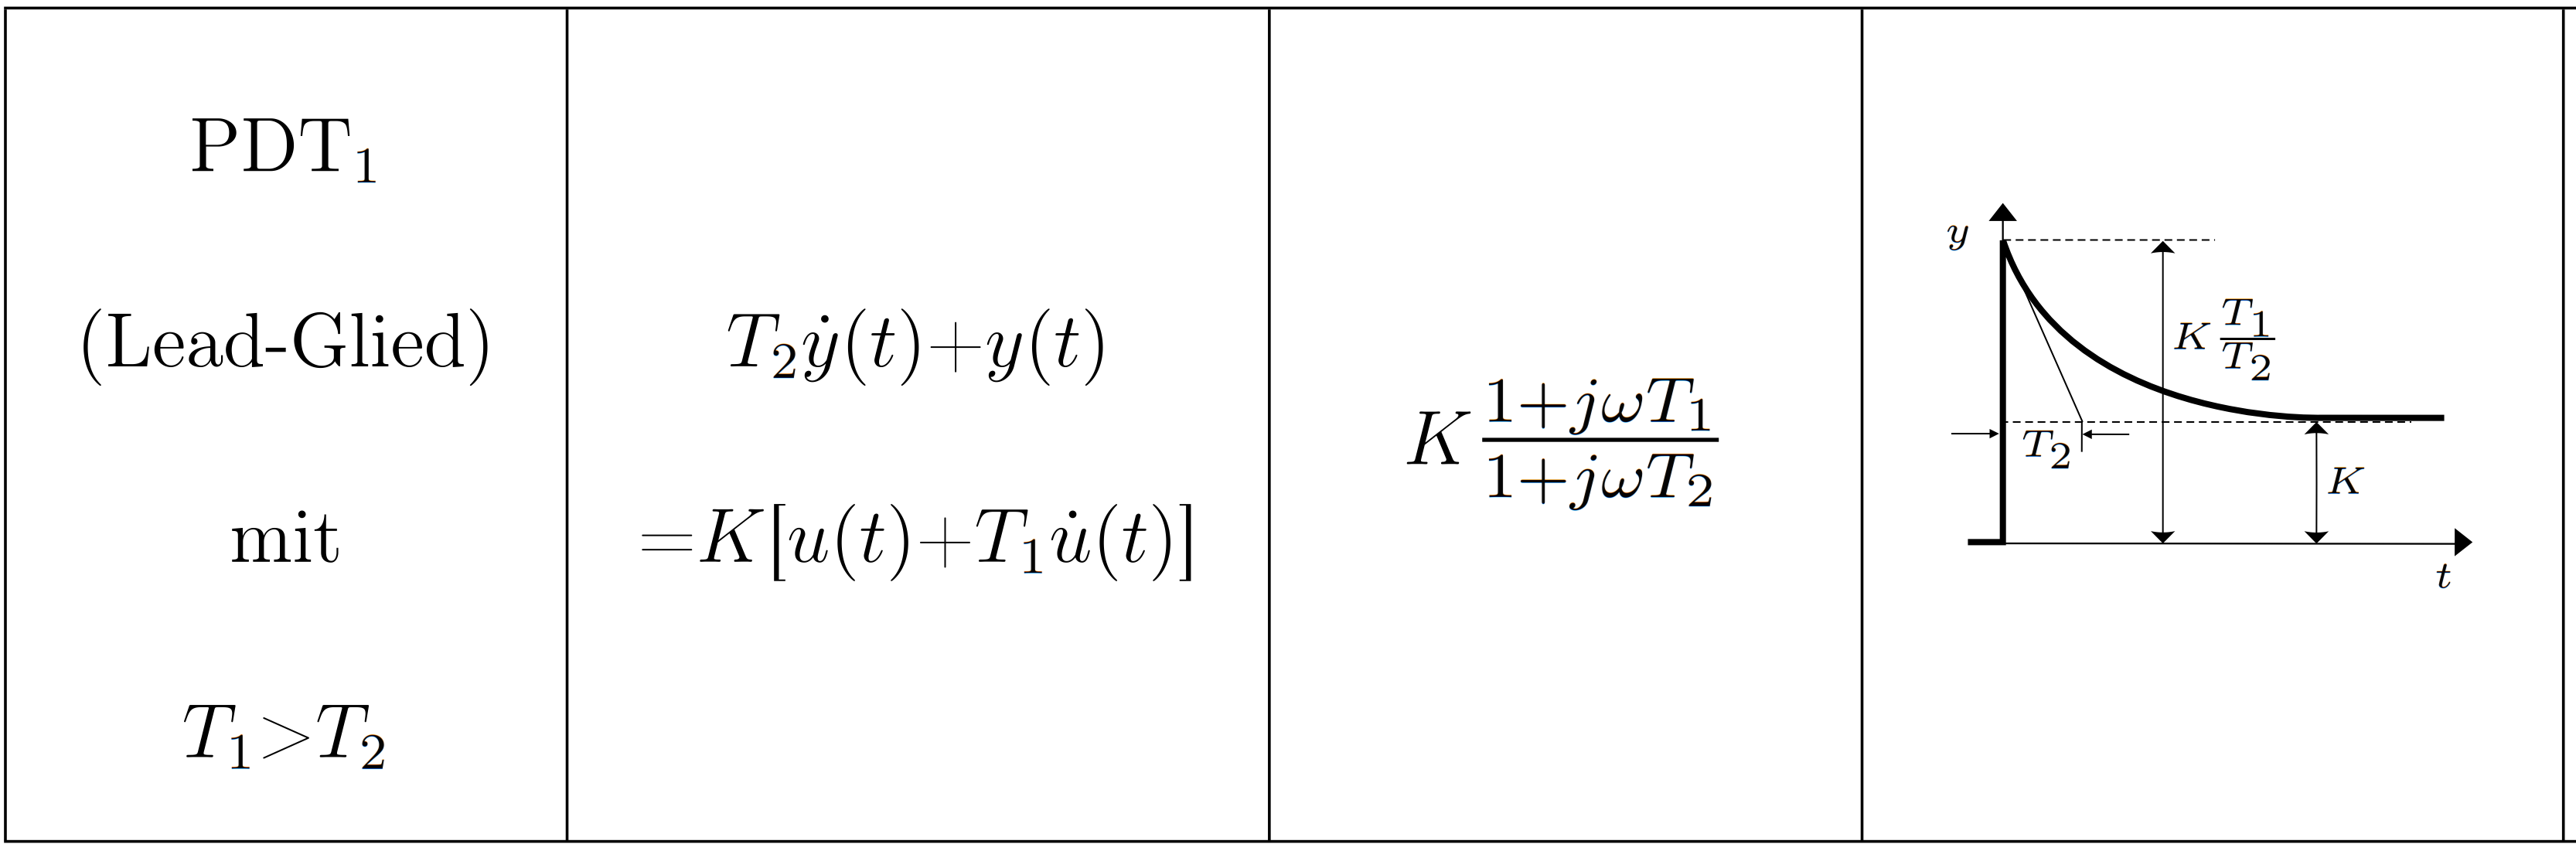 PDT₁
(Lead-Glied)
mit
T₁>T₂
T₂ẏ(t)+y(t)
=K[u(t)+T₁u̇(t)]
K (1+jωT₁)/(1+jωT₂)
y
K T₁/T₂
T₂
K
t